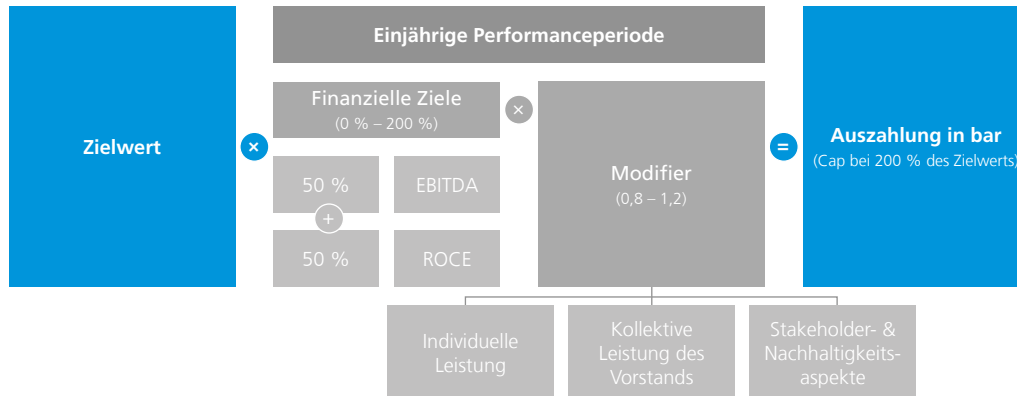 Einjährige Performanceperiode
Zielwert
×
Finanzielle Ziele
(0 % – 200 %)
50 %
EBITDA
+
50 %
ROCE
×
Modifier
(0,8 – 1,2)
=
Auszahlung in bar
(Cap bei 200 % des Zielwerts)
Individuelle
Leistung
Kollektive
Leistung des
Vorstands
Stakeholder- &
Nachhaltigkeits-
aspekte